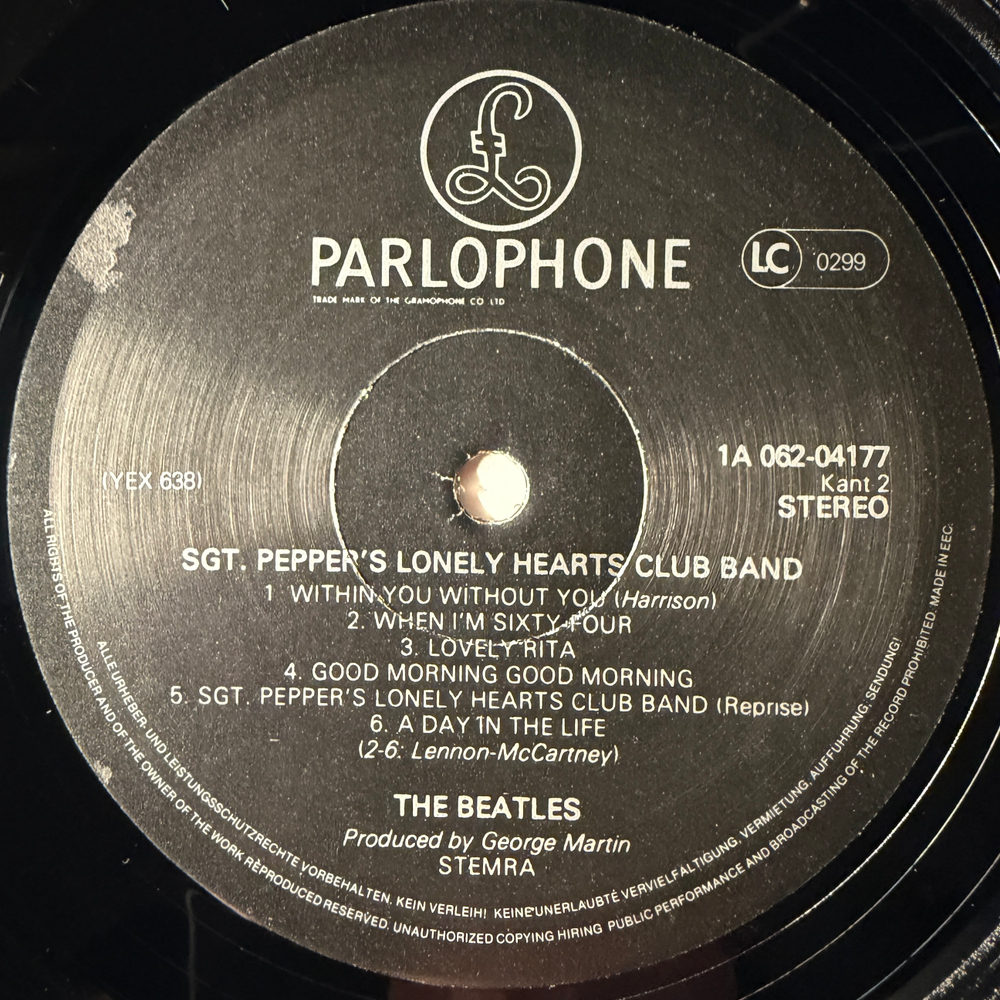 £
PARLOPHONE
TRADE MARK OF THE GRAMOPHONE CO LTD
LC 0299
(YEX 638)
1A 062-04177
Kant 2
STEREO
SGT. PEPPER'S LONELY HEARTS CLUB BAND
1 WITHIN YOU WITHOUT YOU (Harrison)
2. WHEN I'M SIXTY-FOUR
3. LOVELY RITA
4. GOOD MORNING GOOD MORNING
5. SGT. PEPPER'S LONELY HEARTS CLUB BAND (Reprise)
6. A DAY IN THE LIFE
(2-6: Lennon-McCartney)
THE BEATLES
Produced by George Martin
STEMRA
ALLE URHEBER- UND LEISTUNGSSCHUTZRECHTE VORBEHALTEN. KEIN VERLEIH! KEINE UNERLAUBTE VERVIELFÄLTIGUNG, VERMIETUNG, AUFFÜHRUNG, SENDUNG!
ALL RIGHTS OF THE PRODUCER AND OF THE OWNER OF THE WORK REPRODUCED RESERVED. UNAUTHORIZED COPYING HIRING PUBLIC PERFORMANCE AND BROADCASTING OF THE RECORD PROHIBITED. MADE IN EEC.